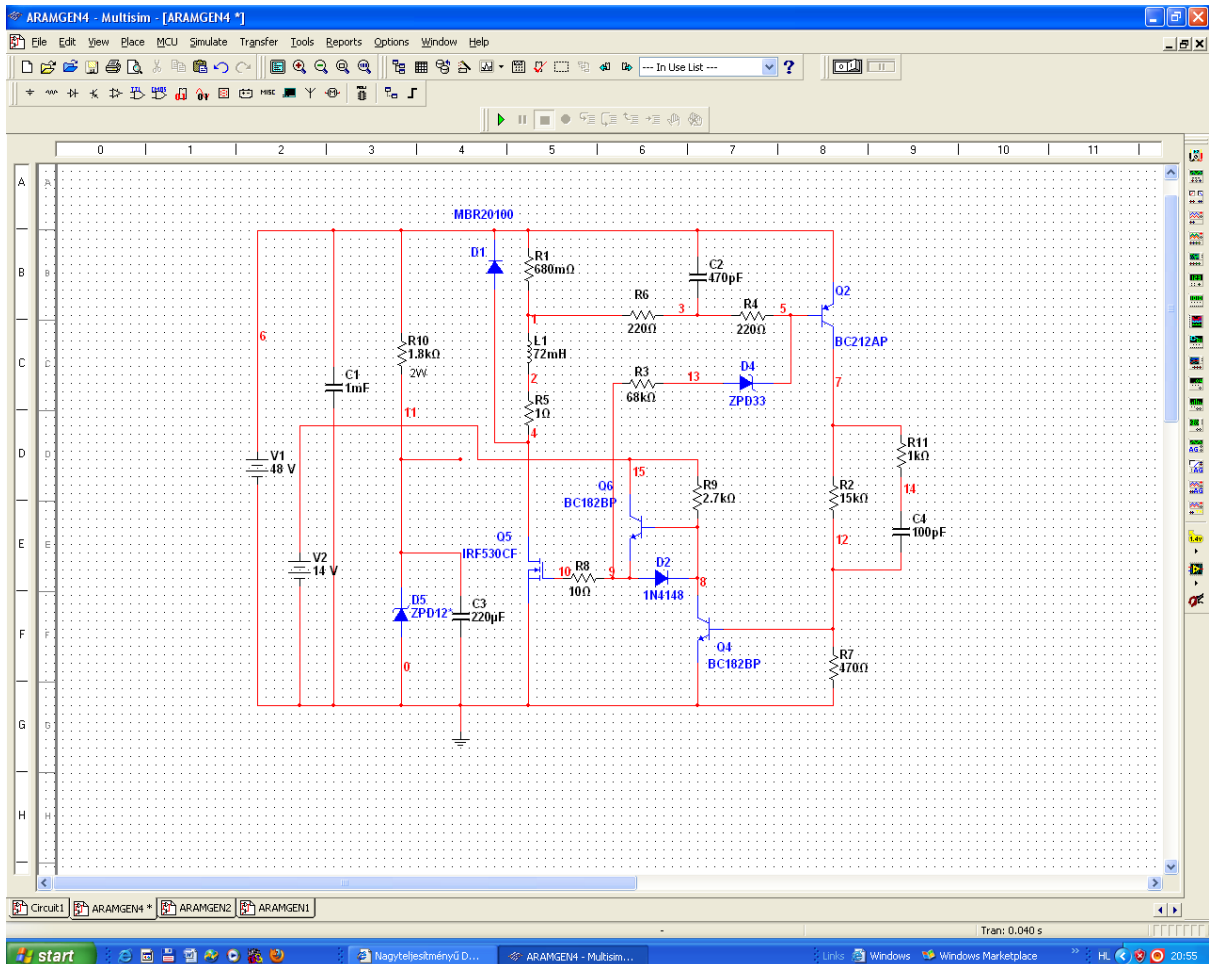 ARAMGEN4 - Multisim - [ARAMGEN4 *]
File Edit View Place MCU Simulate Transfer Tools Reports Options Window Help
--- In Use List ---
0 1 2 3 4 5 6 7 8 9 10 11
A A
B B
C C
D D
E E
F F
G G
H H
MBR20100
D1
R1
680mΩ
C2
470pF
Q2
BC212AP
R6
220Ω
3
R4
220Ω
5
1
6
R10
1.8kΩ
2W
L1
72mH
D4
ZPD33
R3
68kΩ
13
C1
1mF
2
R5
1Ω
7
11
4
R11
1kΩ
V1
48 V
15
Q6
BC182BP
R9
2.7kΩ
R2
15kΩ
14
C4
100pF
12
Q5
IRF530CF
V2
14 V
10
R8
10Ω
9
D2
1N4148
8
D5
ZPD12*
C3
220µF
Q4
BC182BP
R7
470Ω
0
Circuit1 ARAMGEN4 * ARAMGEN2 ARAMGEN1
-
Tran: 0.040 s
start
Nagyteljesítményű D...
ARAMGEN4 - Multisim...
Links Windows Windows Marketplace
HL
20:55